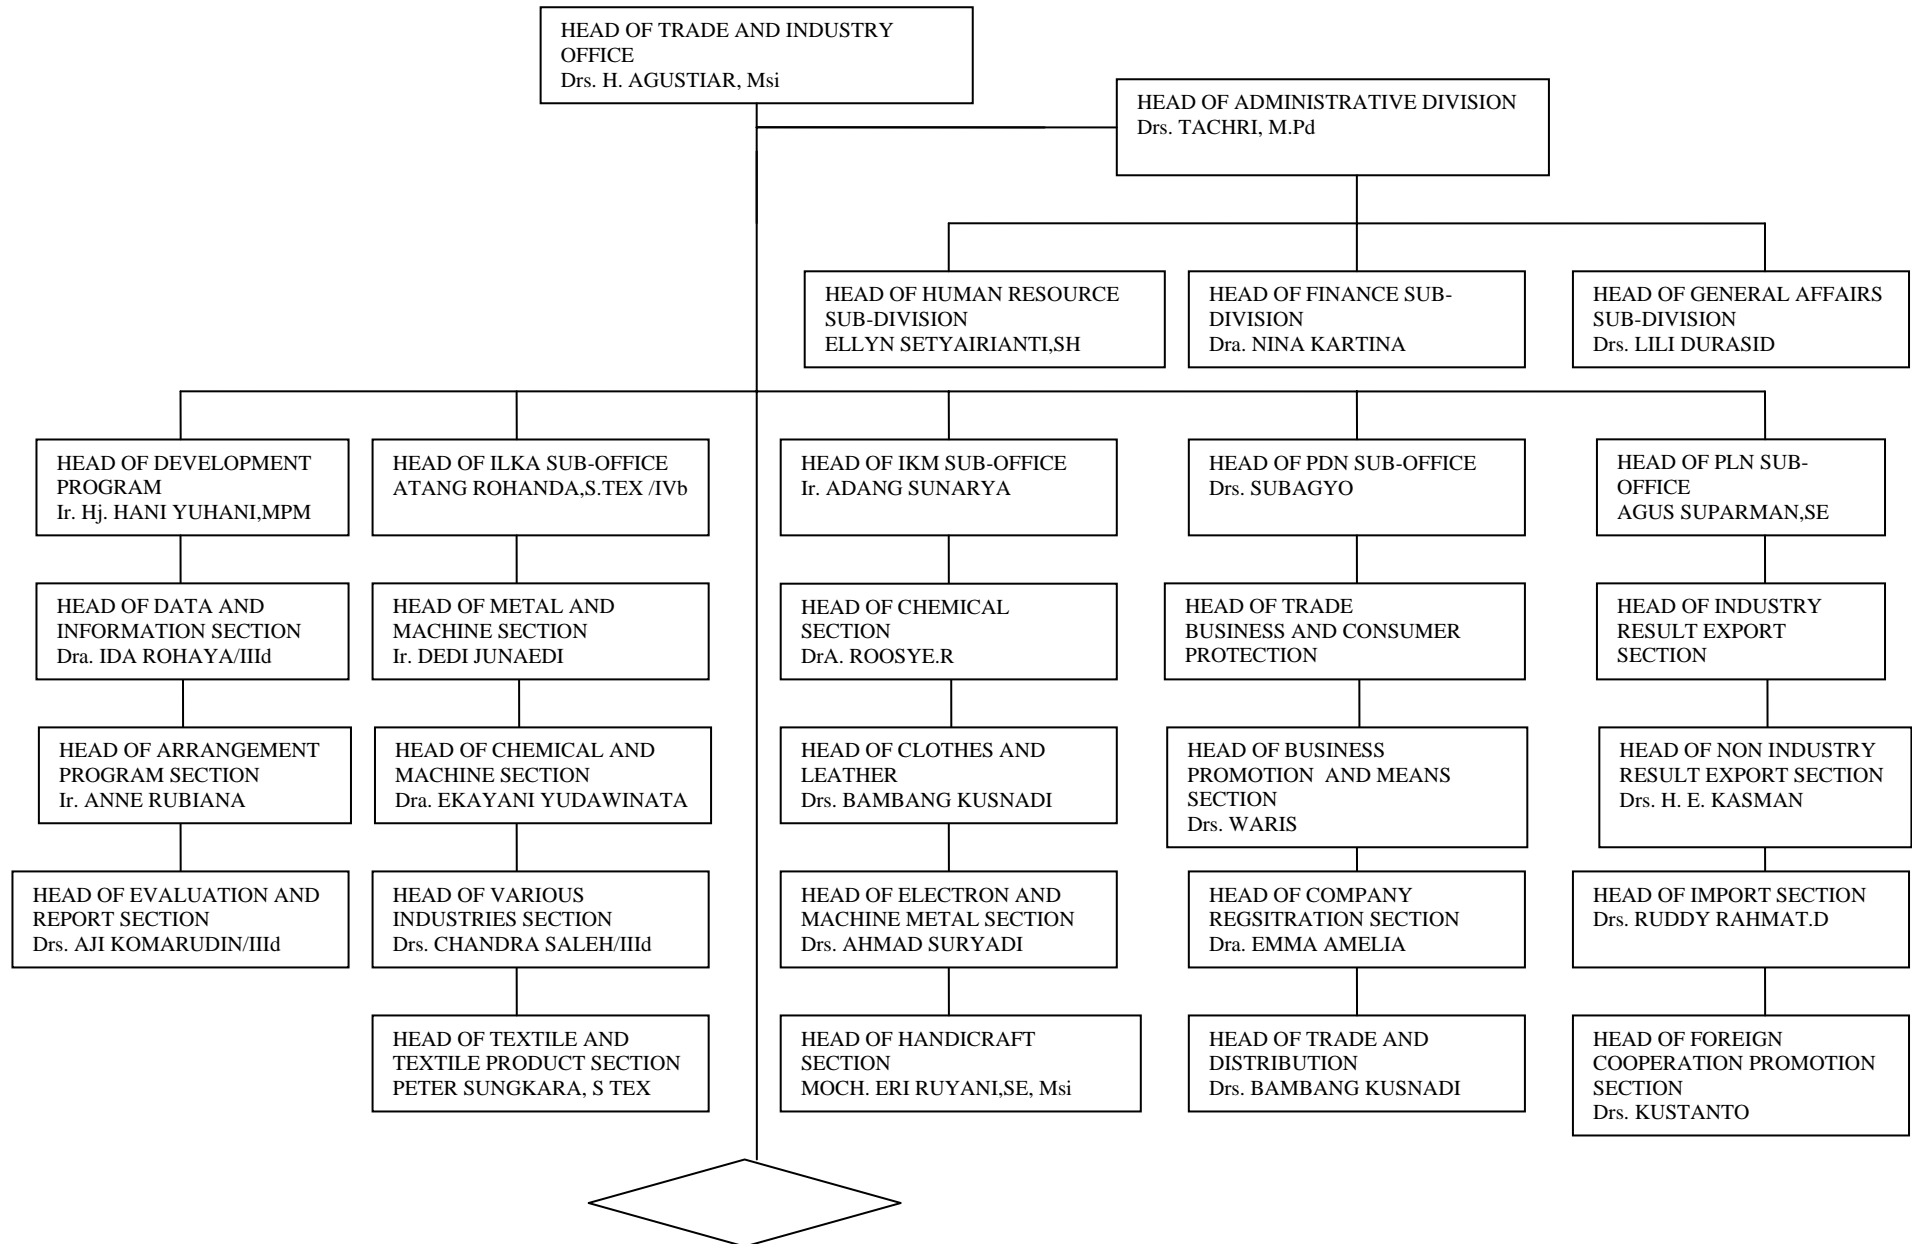 HEAD OF TRADE AND INDUSTRY
OFFICE
Drs. H. AGUSTIAR, Msi
HEAD OF ADMINISTRATIVE DIVISION
Drs. TACHRI, M.Pd
HEAD OF HUMAN RESOURCE
SUB-DIVISION
ELLYN SETYAIRIANTI,SH
HEAD OF FINANCE SUB-
DIVISION
Dra. NINA KARTINA
HEAD OF GENERAL AFFAIRS
SUB-DIVISION
Drs. LILI DURASID
HEAD OF DEVELOPMENT
PROGRAM
Ir. Hj. HANI YUHANI,MPM
HEAD OF ILKA SUB-OFFICE
ATANG ROHANDA,S.TEX /IVb
HEAD OF IKM SUB-OFFICE
Ir. ADANG SUNARYA
HEAD OF PDN SUB-OFFICE
Drs. SUBAGYO
HEAD OF PLN SUB-
OFFICE
AGUS SUPARMAN,SE
HEAD OF DATA AND
INFORMATION SECTION
Dra. IDA ROHAYA/IIId
HEAD OF METAL AND
MACHINE SECTION
Ir. DEDI JUNAEDI
HEAD OF CHEMICAL
SECTION
DrA. ROOSYE.R
HEAD OF TRADE
BUSINESS AND CONSUMER
PROTECTION
HEAD OF INDUSTRY
RESULT EXPORT
SECTION
HEAD OF ARRANGEMENT
PROGRAM SECTION
Ir. ANNE RUBIANA
HEAD OF CHEMICAL AND
MACHINE SECTION
Dra. EKAYANI YUDAWINATA
HEAD OF CLOTHES AND
LEATHER
Drs. BAMBANG KUSNADI
HEAD OF BUSINESS
PROMOTION  AND MEANS
SECTION
Drs. WARIS
HEAD OF NON INDUSTRY
RESULT EXPORT SECTION
Drs. H. E. KASMAN
HEAD OF EVALUATION AND
REPORT SECTION
Drs. AJI KOMARUDIN/IIId
HEAD OF VARIOUS
INDUSTRIES SECTION
Drs. CHANDRA SALEH/IIId
HEAD OF ELECTRON AND
MACHINE METAL SECTION
Drs. AHMAD SURYADI
HEAD OF COMPANY
REGSITRATION SECTION
Dra. EMMA AMELIA
HEAD OF IMPORT SECTION
Drs. RUDDY RAHMAT.D
HEAD OF TEXTILE AND
TEXTILE PRODUCT SECTION
PETER SUNGKARA, S TEX
HEAD OF HANDICRAFT
SECTION
MOCH. ERI RUYANI,SE, Msi
HEAD OF TRADE AND
DISTRIBUTION
Drs. BAMBANG KUSNADI
HEAD OF FOREIGN
COOPERATION PROMOTION
SECTION
Drs. KUSTANTO